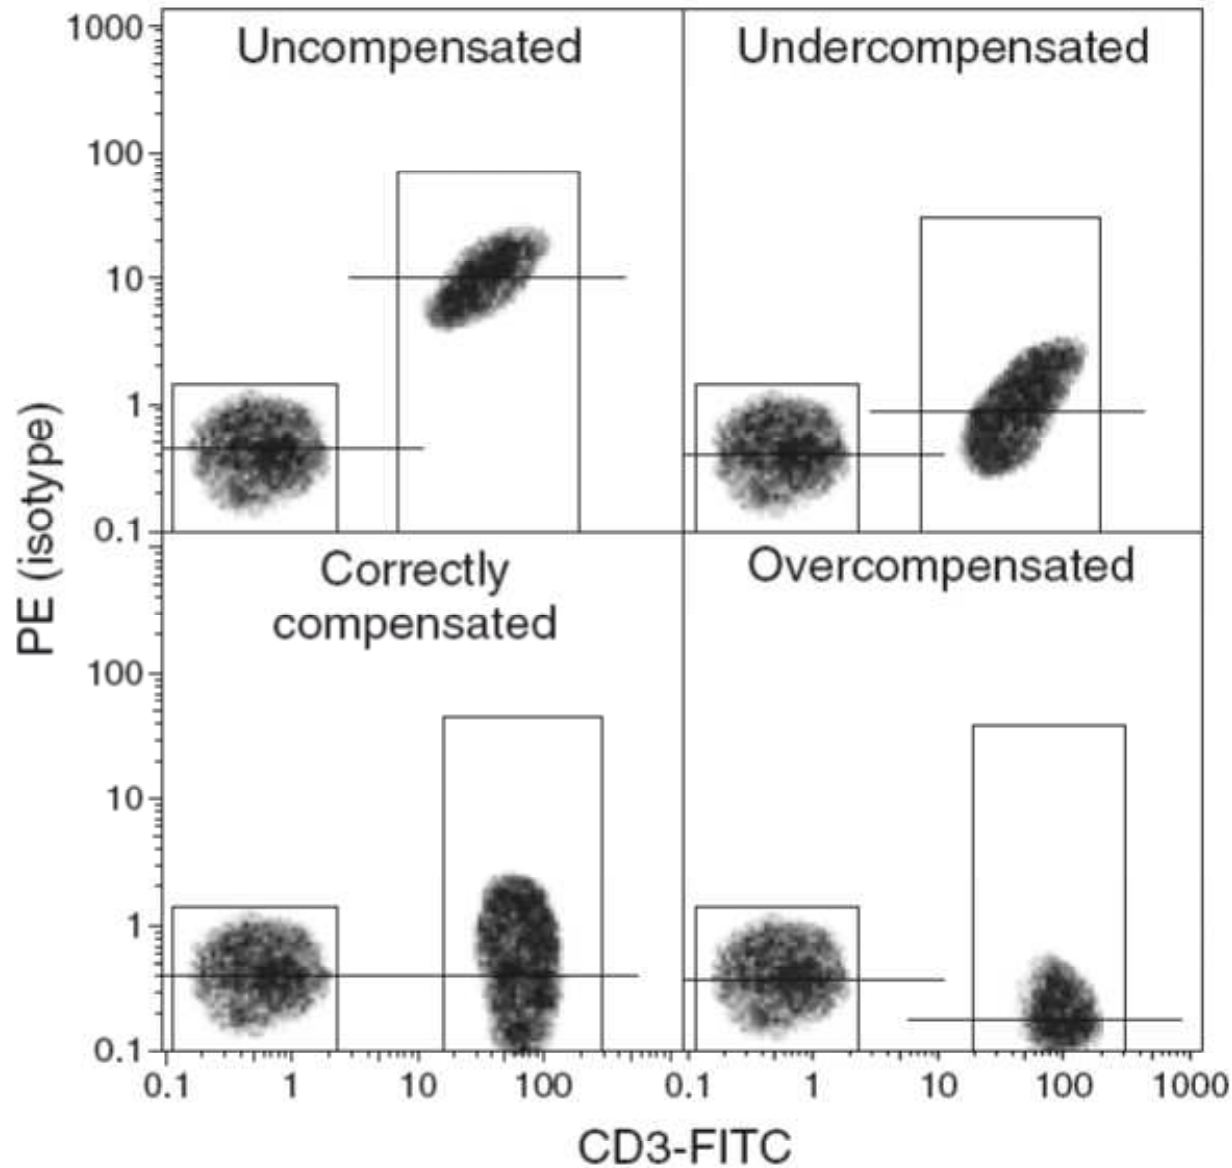 1000
Uncompensated
Undercompensated
100
10
1
0.1
Correctly
compensated
Overcompensated
100
10
1
0.1
PE (isotype)
0.1 1 10 100 0.1 1 10 100 1000
CD3-FITC